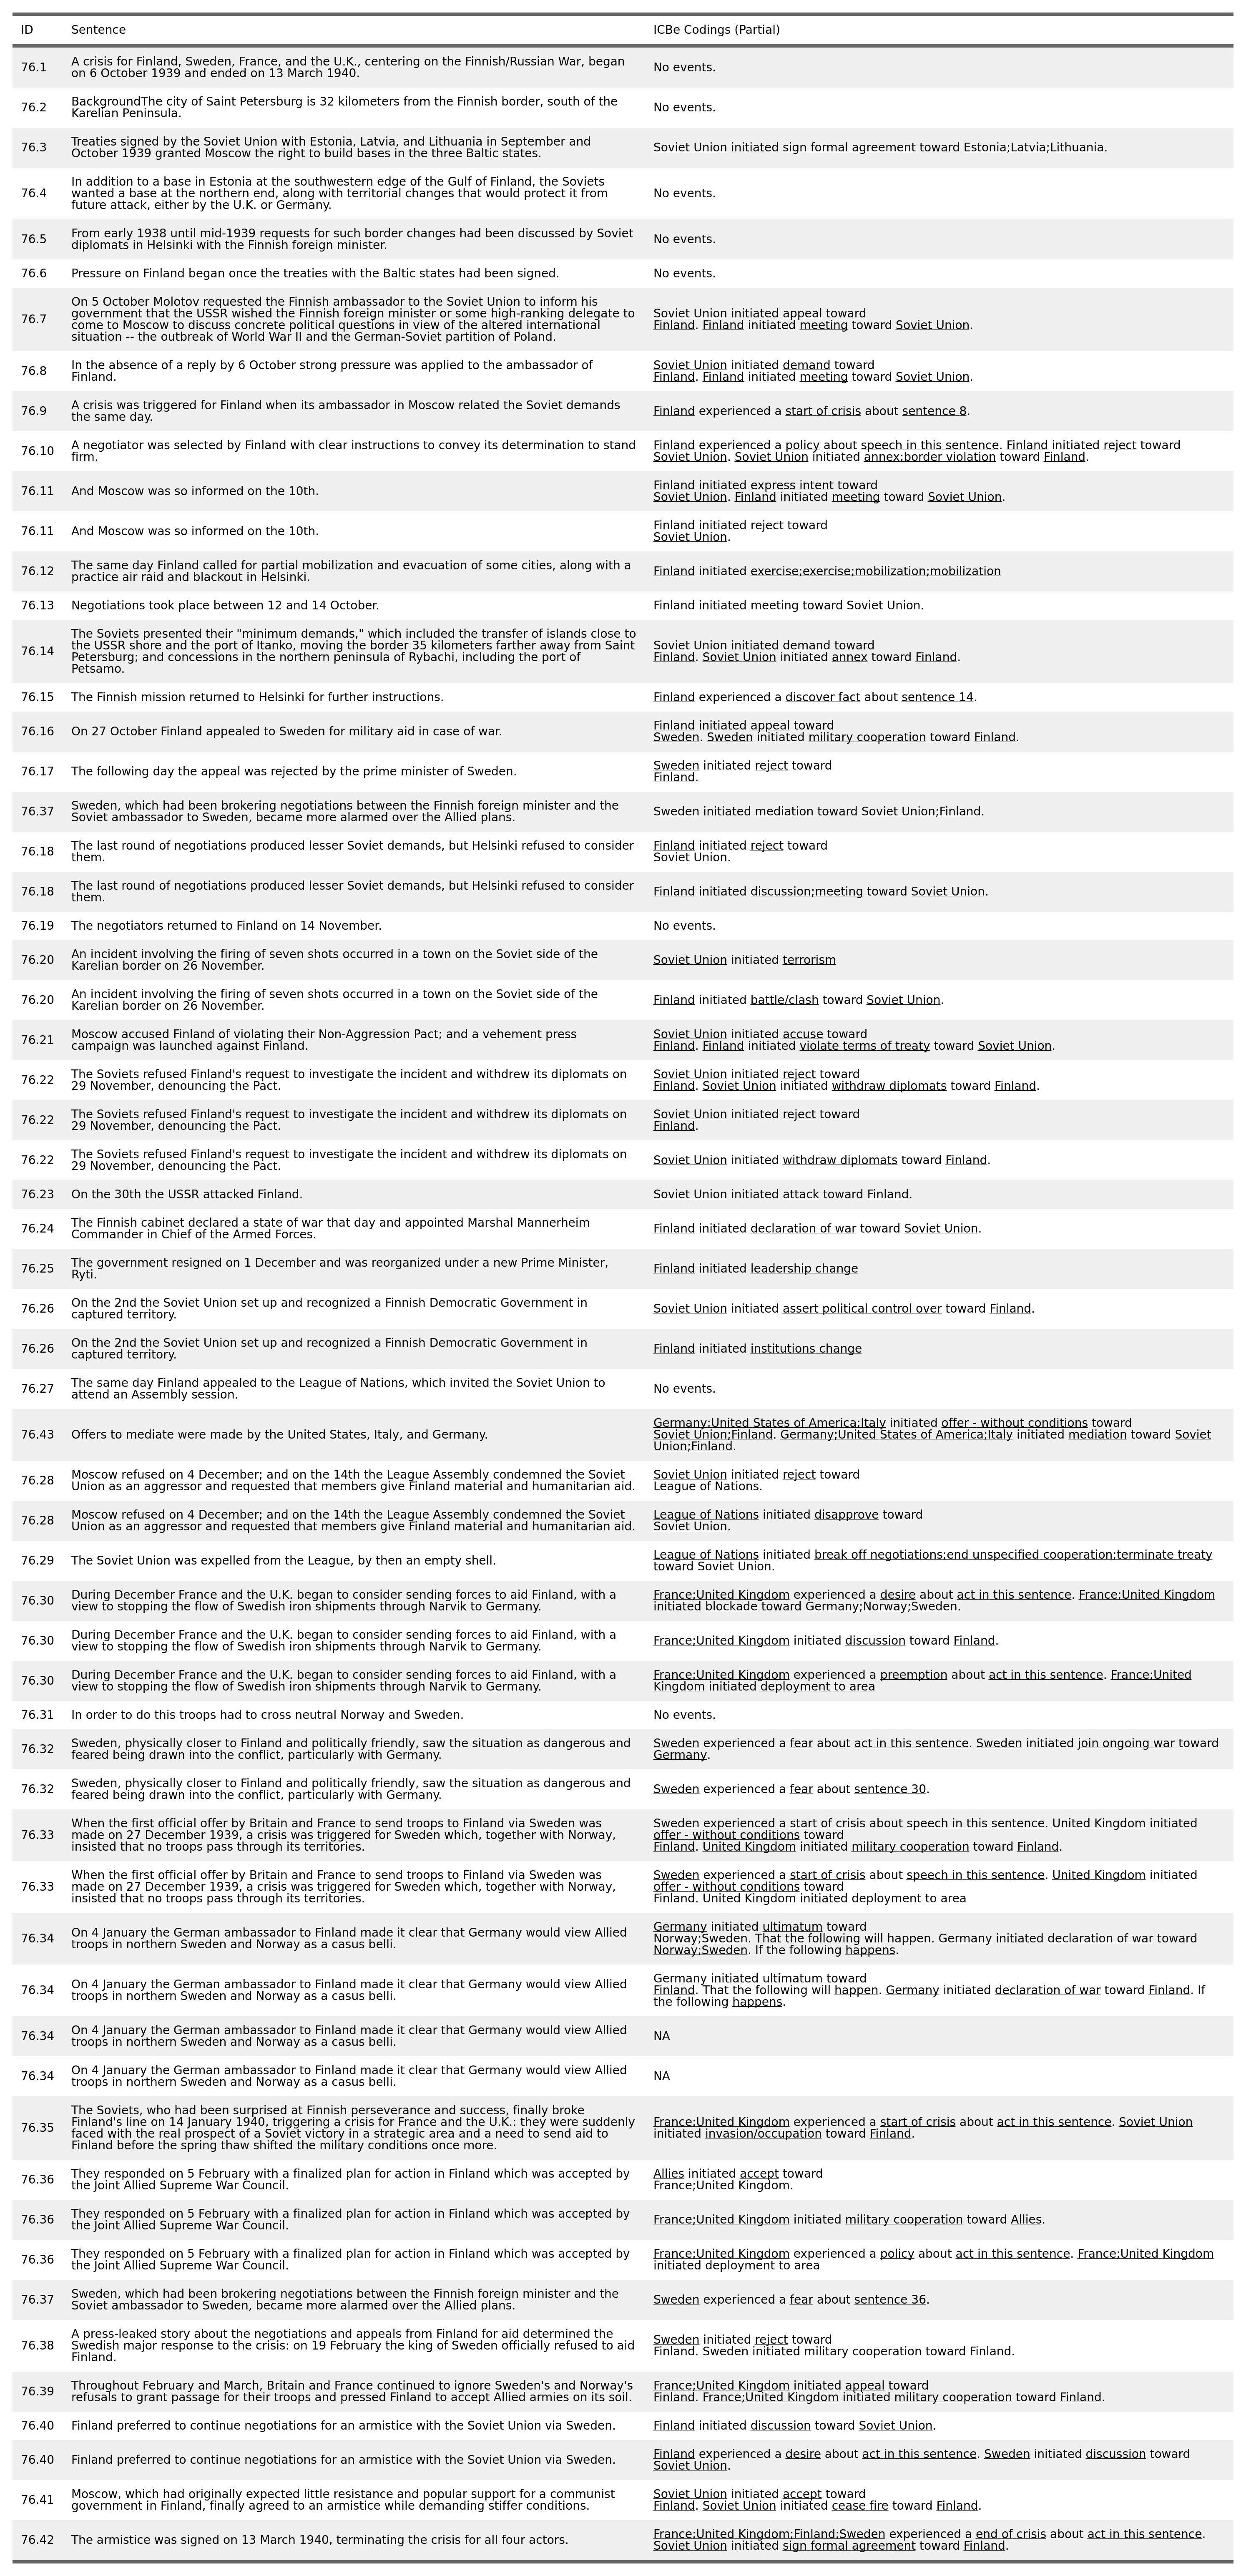 ID Sentence ICBe Codings (Partial)
76.1 A crisis for Finland, Sweden, France, and the U.K., centering on the Finnish/Russian War, began No events.
on 6 October 1939 and ended on 13 March 1940.
76.2 BackgroundThe city of Saint Petersburg is 32 kilometers from the Finnish border, south of the No events.
Karelian Peninsula.
76.3 Treaties signed by the Soviet Union with Estonia, Latvia, and Lithuania in September and Soviet Union initiated sign formal agreement toward Estonia;Latvia;Lithuania.
October 1939 granted Moscow the right to build bases in the three Baltic states.
76.4 In addition to a base in Estonia at the southwestern edge of the Gulf of Finland, the Soviets No events.
wanted a base at the northern end, along with territorial changes that would protect it from
future attack, either by the U.K. or Germany.
76.5 From early 1938 until mid-1939 requests for such border changes had been discussed by Soviet No events.
diplomats in Helsinki with the Finnish foreign minister.
76.6 Pressure on Finland began once the treaties with the Baltic states had been signed. No events.
76.7 On 5 October Molotov requested the Finnish ambassador to the Soviet Union to inform his
government that the USSR wished the Finnish foreign minister or some high-ranking delegate to Soviet Union initiated appeal toward
come to Moscow to discuss concrete political questions in view of the altered international Finland. Finland initiated meeting toward Soviet Union.
situation -- the outbreak of World War II and the German-Soviet partition of Poland.
76.8 In the absence of a reply by 6 October strong pressure was applied to the ambassador of Soviet Union initiated demand toward
Finland. Finland. Finland initiated meeting toward Soviet Union.
76.9 A crisis was triggered for Finland when its ambassador in Moscow related the Soviet demands Finland experienced a start of crisis about sentence 8.
the same day.
76.10 A negotiator was selected by Finland with clear instructions to convey its determination to stand Finland experienced a policy about speech in this sentence. Finland initiated reject toward
firm. Soviet Union. Soviet Union initiated annex;border violation toward Finland.
76.11 And Moscow was so informed on the 10th. Finland initiated express intent toward
Soviet Union. Finland initiated meeting toward Soviet Union.
76.11 And Moscow was so informed on the 10th. Finland initiated reject toward
Soviet Union.
76.12 The same day Finland called for partial mobilization and evacuation of some cities, along with a Finland initiated exercise;exercise;mobilization;mobilization
practice air raid and blackout in Helsinki.
76.13 Negotiations took place between 12 and 14 October. Finland initiated meeting toward Soviet Union.
76.14 The Soviets presented their "minimum demands," which included the transfer of islands close to
the USSR shore and the port of Itanko, moving the border 35 kilometers farther away from Saint Soviet Union initiated demand toward
Petersburg; and concessions in the northern peninsula of Rybachi, including the port of Finland. Soviet Union initiated annex toward Finland.
Petsamo.
76.15 The Finnish mission returned to Helsinki for further instructions. Finland experienced a discover fact about sentence 14.
76.16 On 27 October Finland appealed to Sweden for military aid in case of war. Finland initiated appeal toward
Sweden. Sweden initiated military cooperation toward Finland.
76.17 The following day the appeal was rejected by the prime minister of Sweden. Sweden initiated reject toward
Finland.
76.37 Sweden, which had been brokering negotiations between the Finnish foreign minister and the Sweden initiated mediation toward Soviet Union;Finland.
Soviet ambassador to Sweden, became more alarmed over the Allied plans.
76.18 The last round of negotiations produced lesser Soviet demands, but Helsinki refused to consider Finland initiated reject toward
them. Soviet Union.
76.18 The last round of negotiations produced lesser Soviet demands, but Helsinki refused to consider Finland initiated discussion;meeting toward Soviet Union.
them.
76.19 The negotiators returned to Finland on 14 November. No events.
76.20 An incident involving the firing of seven shots occurred in a town on the Soviet side of the Soviet Union initiated terrorism
Karelian border on 26 November.
76.20 An incident involving the firing of seven shots occurred in a town on the Soviet side of the Finland initiated battle/clash toward Soviet Union.
Karelian border on 26 November.
76.21 Moscow accused Finland of violating their Non-Aggression Pact; and a vehement press Soviet Union initiated accuse toward
campaign was launched against Finland. Finland. Finland initiated violate terms of treaty toward Soviet Union.
76.22 The Soviets refused Finland's request to investigate the incident and withdrew its diplomats on Soviet Union initiated reject toward
29 November, denouncing the Pact. Finland. Soviet Union initiated withdraw diplomats toward Finland.
76.22 The Soviets refused Finland's request to investigate the incident and withdrew its diplomats on Soviet Union initiated reject toward
29 November, denouncing the Pact. Finland.
76.22 The Soviets refused Finland's request to investigate the incident and withdrew its diplomats on Soviet Union initiated withdraw diplomats toward Finland.
29 November, denouncing the Pact.
76.23 On the 30th the USSR attacked Finland. Soviet Union initiated attack toward Finland.
76.24 The Finnish cabinet declared a state of war that day and appointed Marshal Mannerheim Finland initiated declaration of war toward Soviet Union.
Commander in Chief of the Armed Forces.
76.25 The government resigned on 1 December and was reorganized under a new Prime Minister, Finland initiated leadership change
Ryti.
76.26 On the 2nd the Soviet Union set up and recognized a Finnish Democratic Government in Soviet Union initiated assert political control over toward Finland.
captured territory.
76.26 On the 2nd the Soviet Union set up and recognized a Finnish Democratic Government in Finland initiated institutions change
captured territory.
76.27 The same day Finland appealed to the League of Nations, which invited the Soviet Union to No events.
attend an Assembly session.
76.43 Offers to mediate were made by the United States, Italy, and Germany. Germany;United States of America;Italy initiated offer - without conditions toward
Soviet Union;Finland. Germany;United States of America;Italy initiated mediation toward Soviet
Union;Finland.
76.28 Moscow refused on 4 December; and on the 14th the League Assembly condemned the Soviet Soviet Union initiated reject toward
Union as an aggressor and requested that members give Finland material and humanitarian aid. League of Nations.
76.28 Moscow refused on 4 December; and on the 14th the League Assembly condemned the Soviet League of Nations initiated disapprove toward
Union as an aggressor and requested that members give Finland material and humanitarian aid. Soviet Union.
76.29 The Soviet Union was expelled from the League, by then an empty shell. League of Nations initiated break off negotiations;end unspecified cooperation;terminate treaty
toward Soviet Union.
76.30 During December France and the U.K. began to consider sending forces to aid Finland, with a France;United Kingdom experienced a desire about act in this sentence. France;United Kingdom
view to stopping the flow of Swedish iron shipments through Narvik to Germany. initiated blockade toward Germany;Norway;Sweden.
76.30 During December France and the U.K. began to consider sending forces to aid Finland, with a France;United Kingdom initiated discussion toward Finland.
view to stopping the flow of Swedish iron shipments through Narvik to Germany.
76.30 During December France and the U.K. began to consider sending forces to aid Finland, with a France;United Kingdom experienced a preemption about act in this sentence. France;United
view to stopping the flow of Swedish iron shipments through Narvik to Germany. Kingdom initiated deployment to area
76.31 In order to do this troops had to cross neutral Norway and Sweden. No events.
76.32 Sweden, physically closer to Finland and politically friendly, saw the situation as dangerous and Sweden experienced a fear about act in this sentence. Sweden initiated join ongoing war toward
feared being drawn into the conflict, particularly with Germany. Germany.
76.32 Sweden, physically closer to Finland and politically friendly, saw the situation as dangerous and Sweden experienced a fear about sentence 30.
feared being drawn into the conflict, particularly with Germany.
76.33 When the first official offer by Britain and France to send troops to Finland via Sweden was Sweden experienced a start of crisis about speech in this sentence. United Kingdom initiated
made on 27 December 1939, a crisis was triggered for Sweden which, together with Norway, offer - without conditions toward
insisted that no troops pass through its territories. Finland. United Kingdom initiated military cooperation toward Finland.
76.33 When the first official offer by Britain and France to send troops to Finland via Sweden was Sweden experienced a start of crisis about speech in this sentence. United Kingdom initiated
made on 27 December 1939, a crisis was triggered for Sweden which, together with Norway, offer - without conditions toward
insisted that no troops pass through its territories. Finland. United Kingdom initiated deployment to area
76.34 On 4 January the German ambassador to Finland made it clear that Germany would view Allied Germany initiated ultimatum toward
troops in northern Sweden and Norway as a casus belli. Norway;Sweden. That the following will happen. Germany initiated declaration of war toward
Norway;Sweden. If the following happens.
76.34 On 4 January the German ambassador to Finland made it clear that Germany would view Allied Germany initiated ultimatum toward
troops in northern Sweden and Norway as a casus belli. Finland. That the following will happen. Germany initiated declaration of war toward Finland. If
the following happens.
76.34 On 4 January the German ambassador to Finland made it clear that Germany would view Allied NA
troops in northern Sweden and Norway as a casus belli.
76.34 On 4 January the German ambassador to Finland made it clear that Germany would view Allied NA
troops in northern Sweden and Norway as a casus belli.
76.35 The Soviets, who had been surprised at Finnish perseverance and success, finally broke
Finland's line on 14 January 1940, triggering a crisis for France and the U.K.: they were suddenly France;United Kingdom experienced a start of crisis about act in this sentence. Soviet Union
faced with the real prospect of a Soviet victory in a strategic area and a need to send aid to initiated invasion/occupation toward Finland.
Finland before the spring thaw shifted the military conditions once more.
76.36 They responded on 5 February with a finalized plan for action in Finland which was accepted by Allies initiated accept toward
the Joint Allied Supreme War Council. France;United Kingdom.
76.36 They responded on 5 February with a finalized plan for action in Finland which was accepted by France;United Kingdom initiated military cooperation toward Allies.
the Joint Allied Supreme War Council.
76.36 They responded on 5 February with a finalized plan for action in Finland which was accepted by France;United Kingdom experienced a policy about act in this sentence. France;United Kingdom
the Joint Allied Supreme War Council. initiated deployment to area
76.37 Sweden, which had been brokering negotiations between the Finnish foreign minister and the Sweden experienced a fear about sentence 36.
Soviet ambassador to Sweden, became more alarmed over the Allied plans.
76.38 A press-leaked story about the negotiations and appeals from Finland for aid determined the Sweden initiated reject toward
Swedish major response to the crisis: on 19 February the king of Sweden officially refused to aid Finland. Sweden initiated military cooperation toward Finland.
Finland.
76.39 Throughout February and March, Britain and France continued to ignore Sweden's and Norway's France;United Kingdom initiated appeal toward
refusals to grant passage for their troops and pressed Finland to accept Allied armies on its soil. Finland. France;United Kingdom initiated military cooperation toward Finland.
76.40 Finland preferred to continue negotiations for an armistice with the Soviet Union via Sweden. Finland initiated discussion toward Soviet Union.
76.40 Finland preferred to continue negotiations for an armistice with the Soviet Union via Sweden. Finland experienced a desire about act in this sentence. Sweden initiated discussion toward
Soviet Union.
76.41 Moscow, which had originally expected little resistance and popular support for a communist Soviet Union initiated accept toward
government in Finland, finally agreed to an armistice while demanding stiffer conditions. Finland. Soviet Union initiated cease fire toward Finland.
76.42 The armistice was signed on 13 March 1940, terminating the crisis for all four actors. France;United Kingdom;Finland;Sweden experienced a end of crisis about act in this sentence.
Soviet Union initiated sign formal agreement toward Finland.